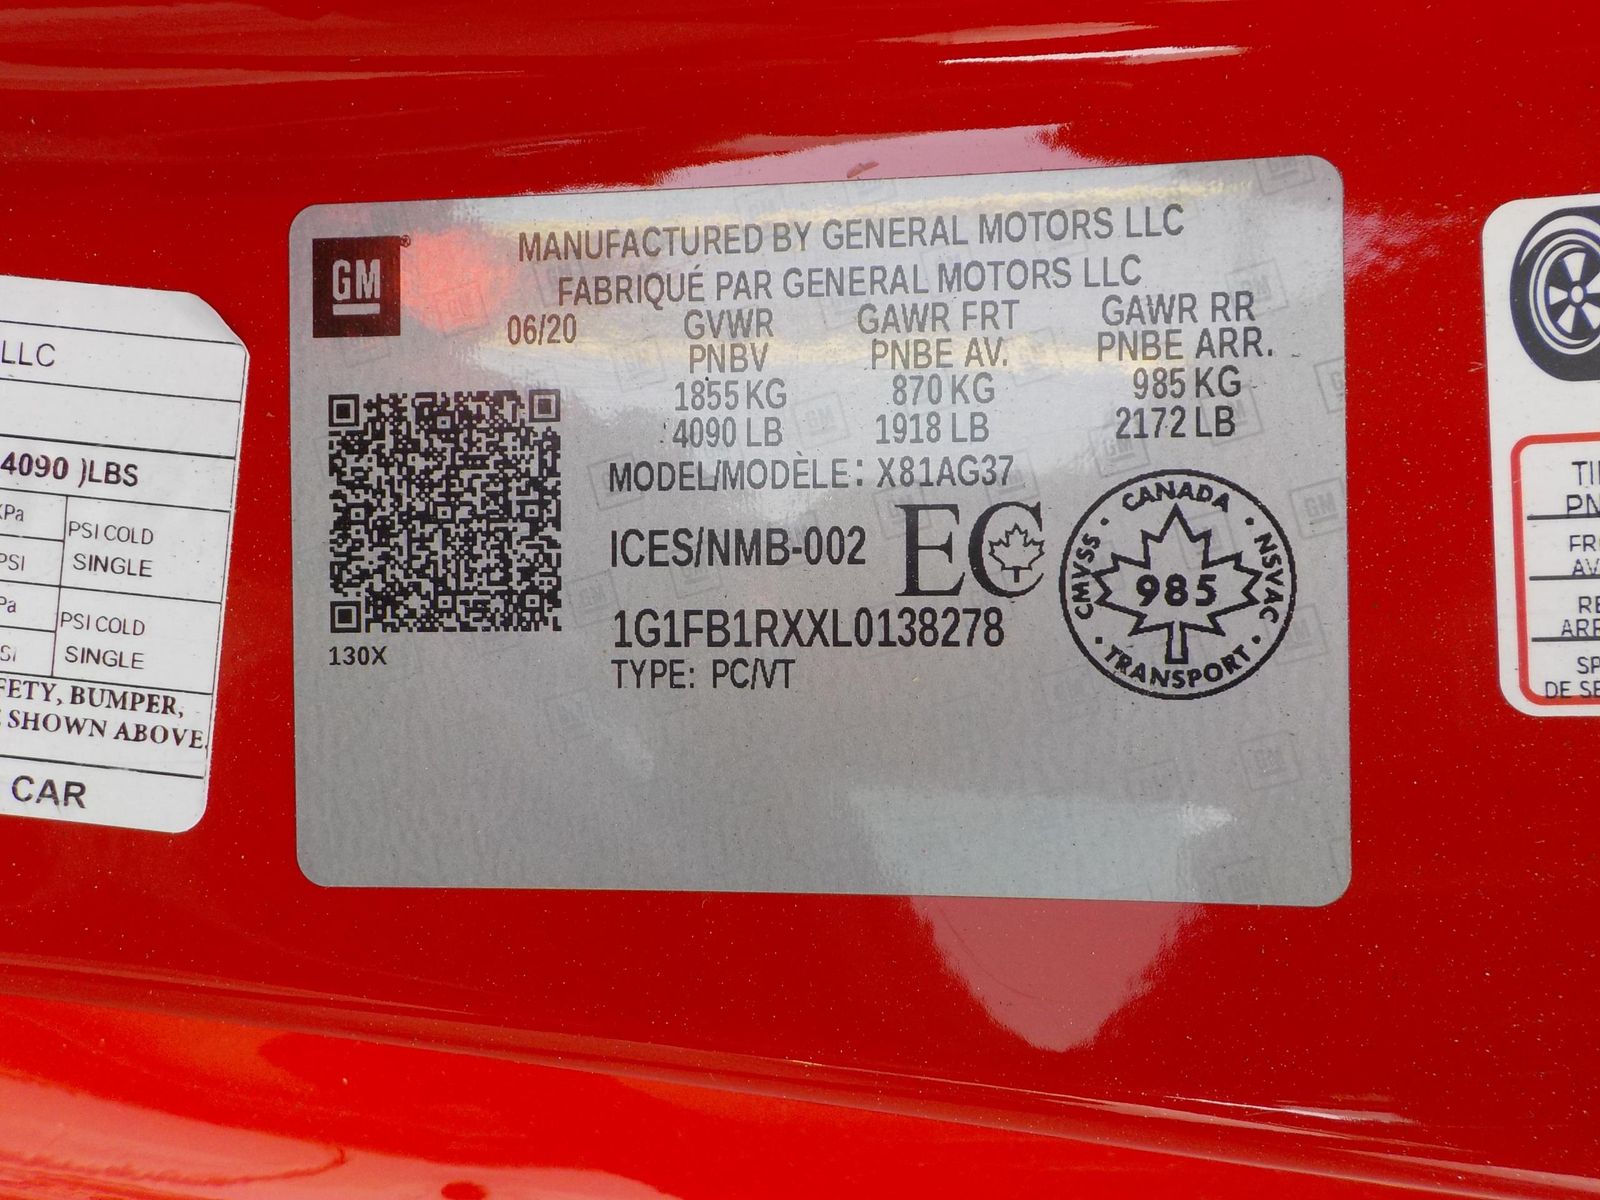 LLC
4090 )LBS
KPa
PSI
PSI COLD
SINGLE
PSI COLD
SINGLE
BUMPER,
SHOWN ABOVE.
CAR
GM
MANUFACTURED BY GENERAL MOTORS LLC
FABRIQUÉ PAR GENERAL MOTORS LLC
06/20 GVWR GAWR FRT GAWR RR
PNBV PNBE AV. PNBE ARR.
1855 KG 870 KG 985 KG
4090 LB 1918 LB 2172 LB
MODEL/MODÈLE: X81AG37
ICES/NMB-002 EC
1G1FB1RXXL0138278
TYPE: PC/VT
130X
CANADA
CMVSS · NSVAC
985
TRANSPORT
DE